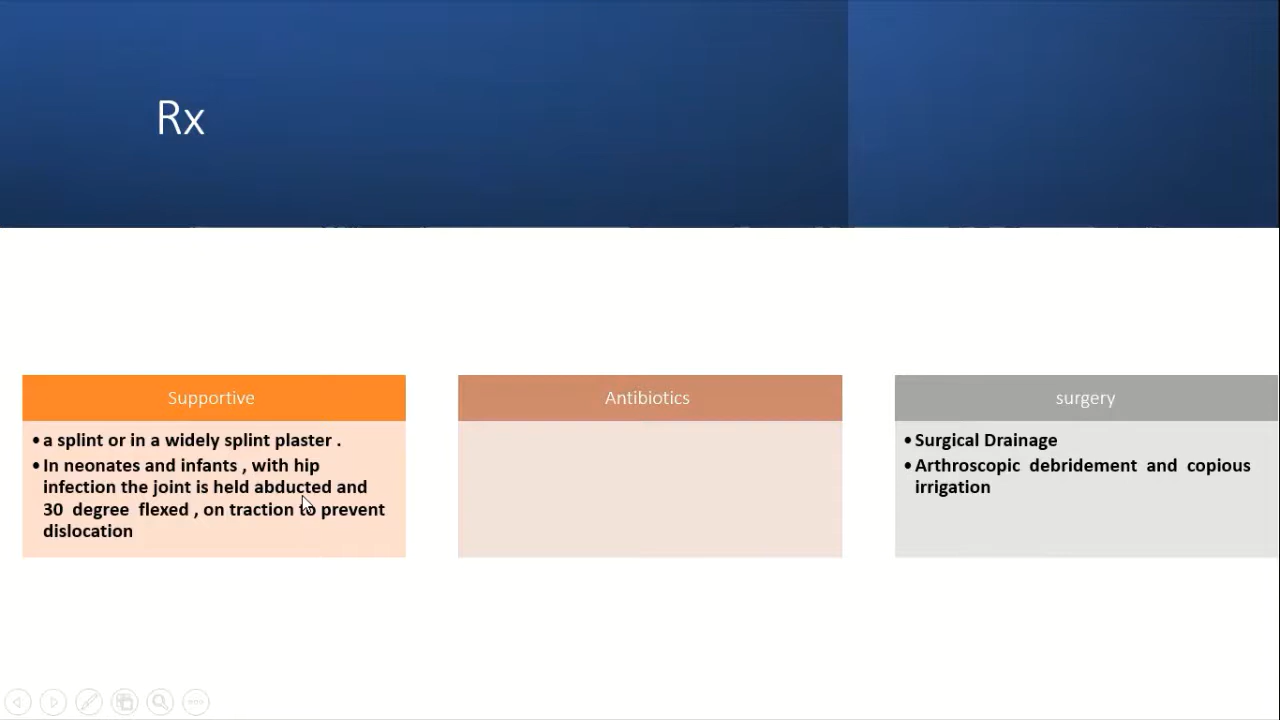 Rx
Supportive
•a splint or in a widely splint plaster .
•In neonates and infants , with hip
infection the joint is held abducted and
30 degree flexed , on traction to prevent
dislocation
Antibiotics
surgery
•Surgical Drainage
•Arthroscopic debridement and copious
irrigation